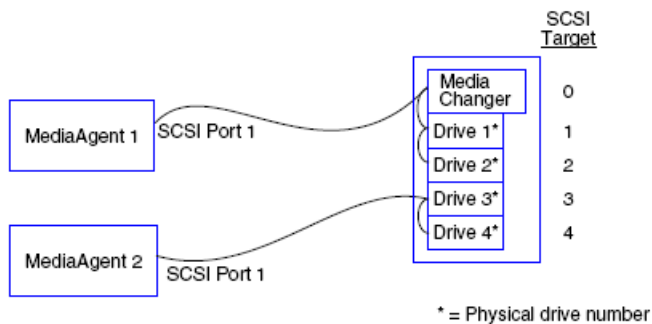 SCSI
Target
Media
Changer
0
MediaAgent 1
SCSI Port 1
Drive 1*
1
Drive 2*
2
Drive 3*
3
Drive 4*
4
MediaAgent 2
SCSI Port 1
* = Physical drive number